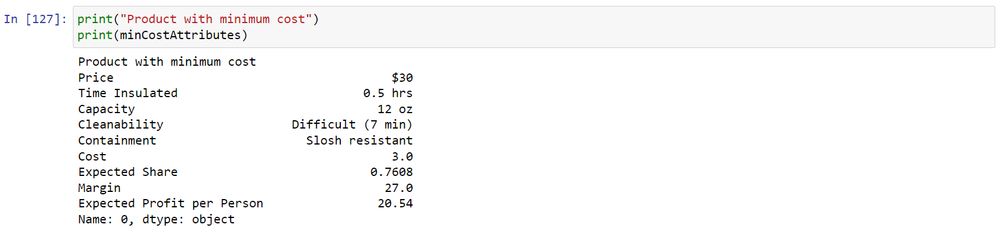 In [127]: print("Product with minimum cost")
print(minCostAttributes)
Product with minimum cost
Price $30
Time Insulated 0.5 hrs
Capacity 12 oz
Cleanability Difficult (7 min)
Containment Slosh resistant
Cost 3.0
Expected Share 0.7608
Margin 27.0
Expected Profit per Person 20.54
Name: 0, dtype: object